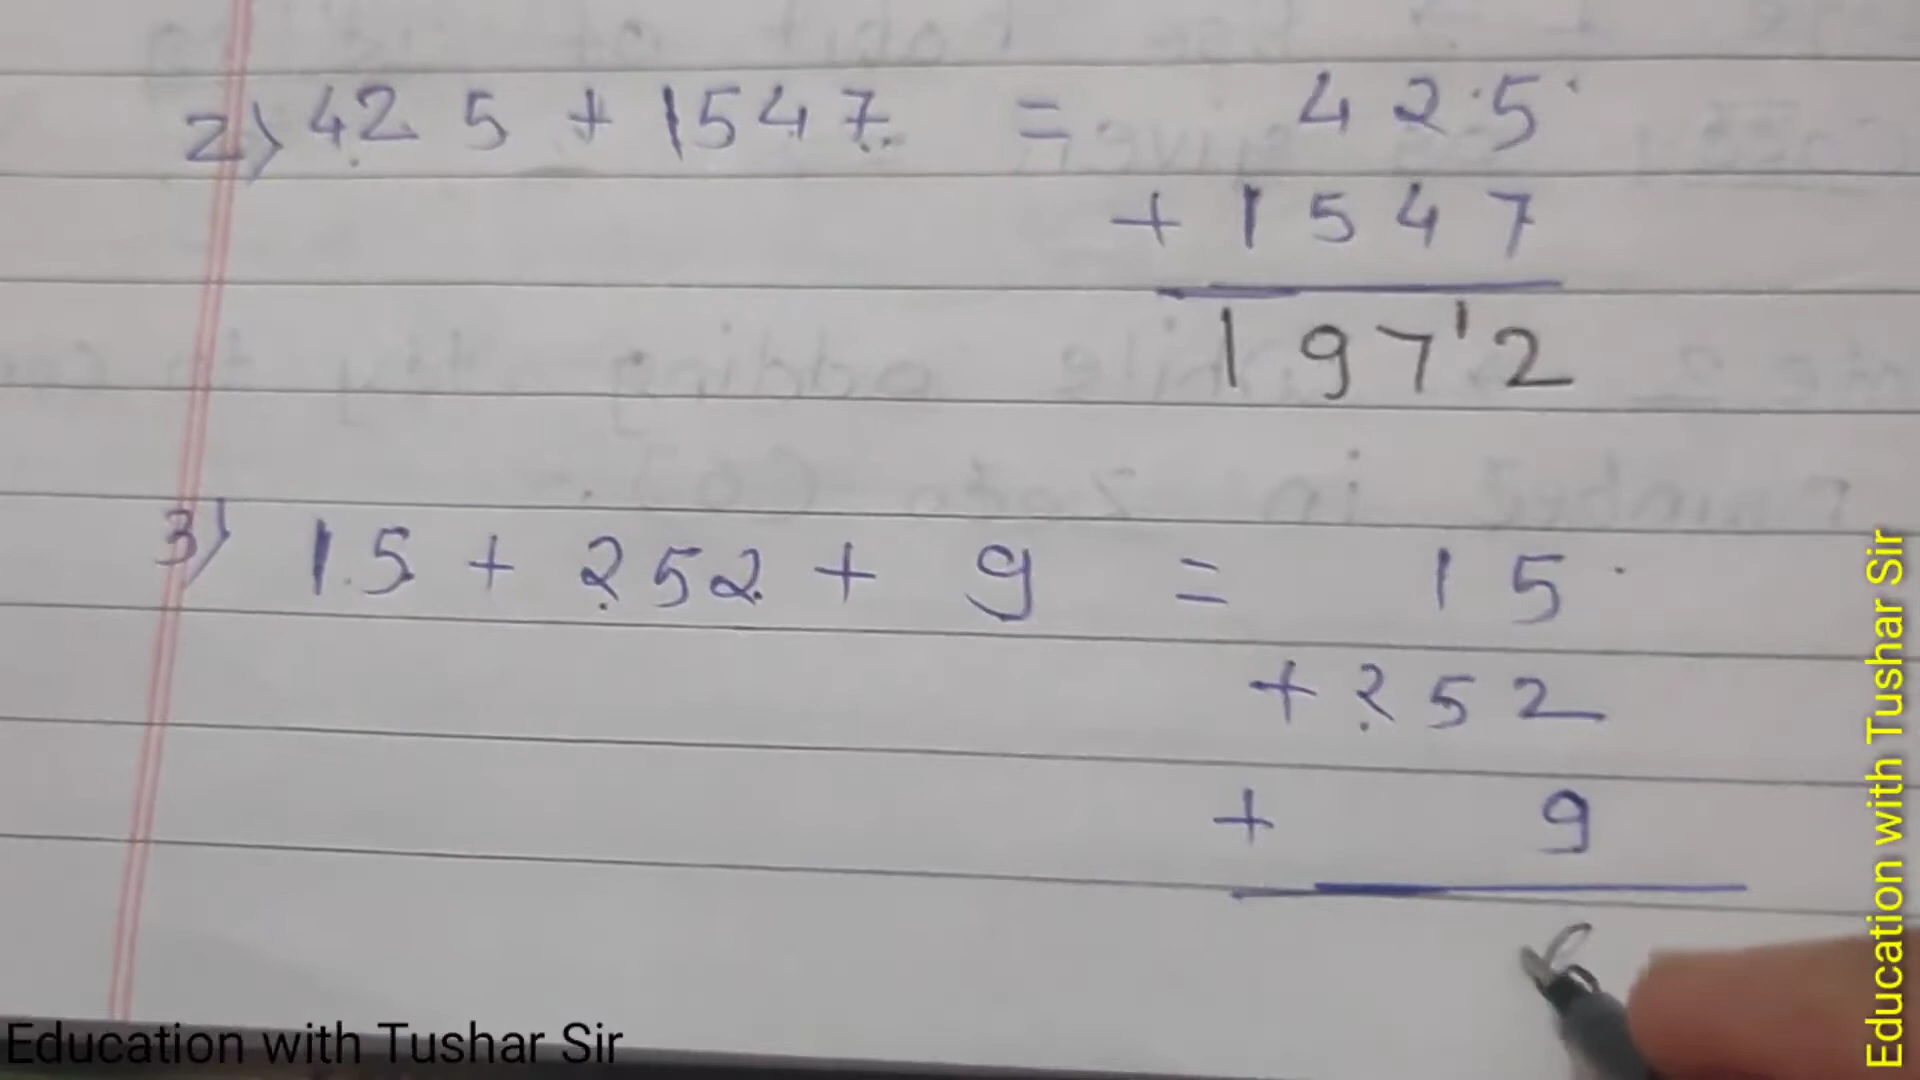 2) 425 + 1547 = 425
+ 1547
1972
1
3) 15 + 252 + 9 = 15
+ 252
+ 9
Education with Tushar Sir
Education with Tushar Sir